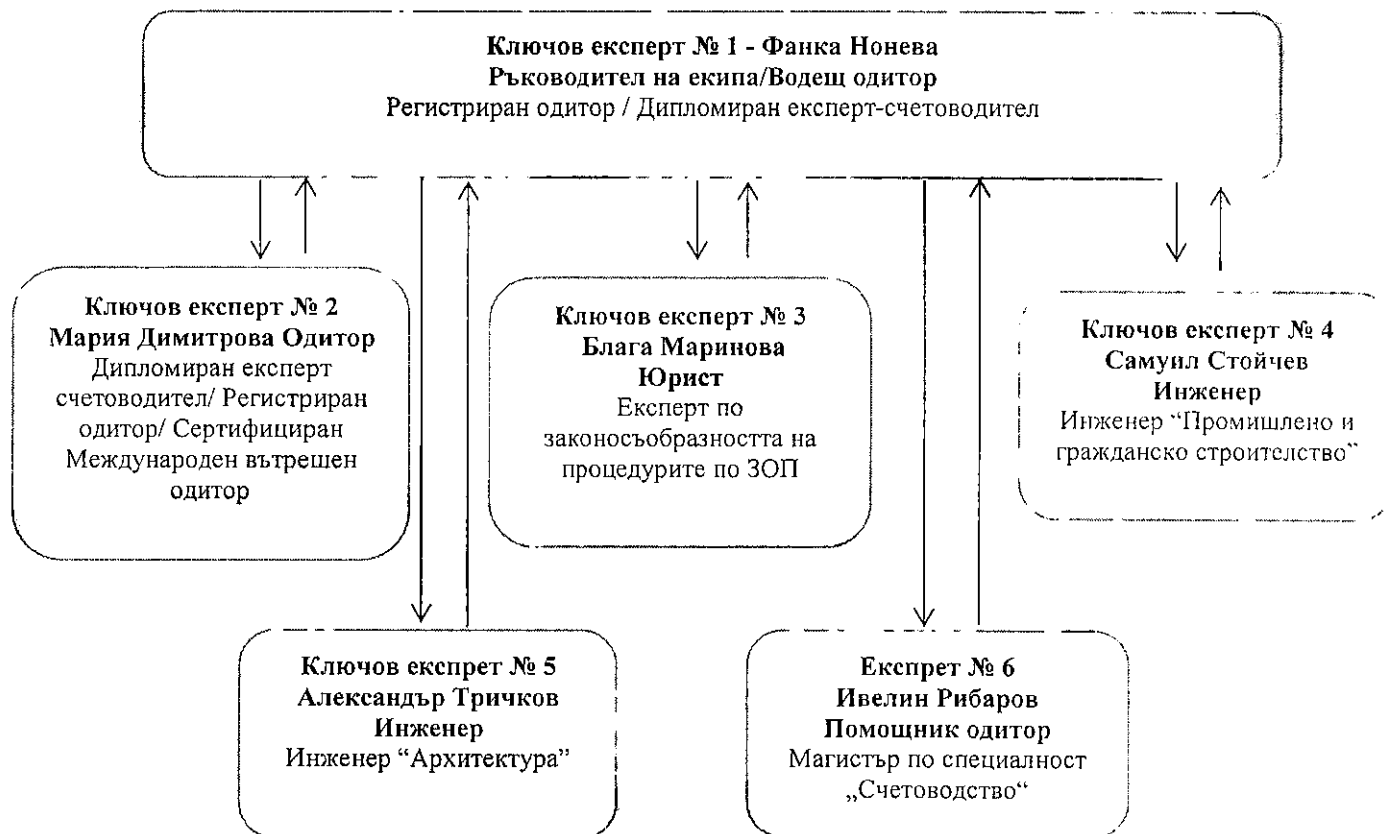 Ключов експерт № 1 - Фанка Нонева
Ръководител на екипа/Водещ одитор
Регистриран одитор / Дипломиран експерт-счетоводител
Ключов експерт № 2
Мария Димитрова Одитор
Дипломиран експерт
счетоводител/ Регистриран
одитор/ Сертифициран
Международен вътрешен
одитор
Ключов експерт № 3
Блага Маринова
Юрист
Експерт по
законосъобразността на
процедурите по ЗОП
Ключов експерт № 4
Самуил Стойчев
Инженер
Инженер “Промишлено и
гражданско строителство”
Ключов експрет № 5
Александър Тричков
Инженер
Инженер “Архитектура”
Експрет № 6
Ивелин Рибаров
Помощник одитор
Магистър по специалност
„Счетоводство“